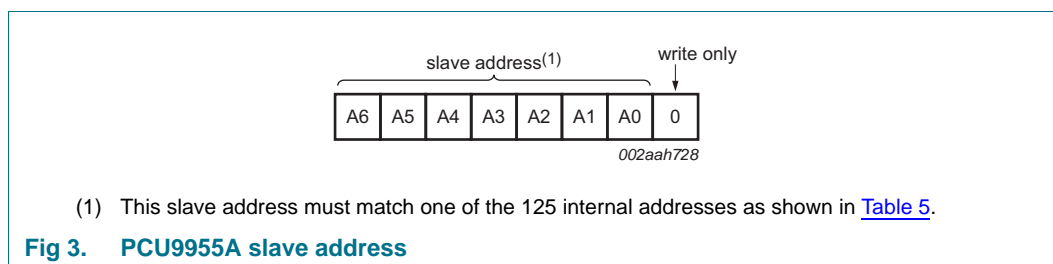 slave address(1)
write only
A6 A5 A4 A3 A2 A1 A0 0
002aah728
(1) This slave address must match one of the 125 internal addresses as shown in Table 5.
Fig 3. PCU9955A slave address